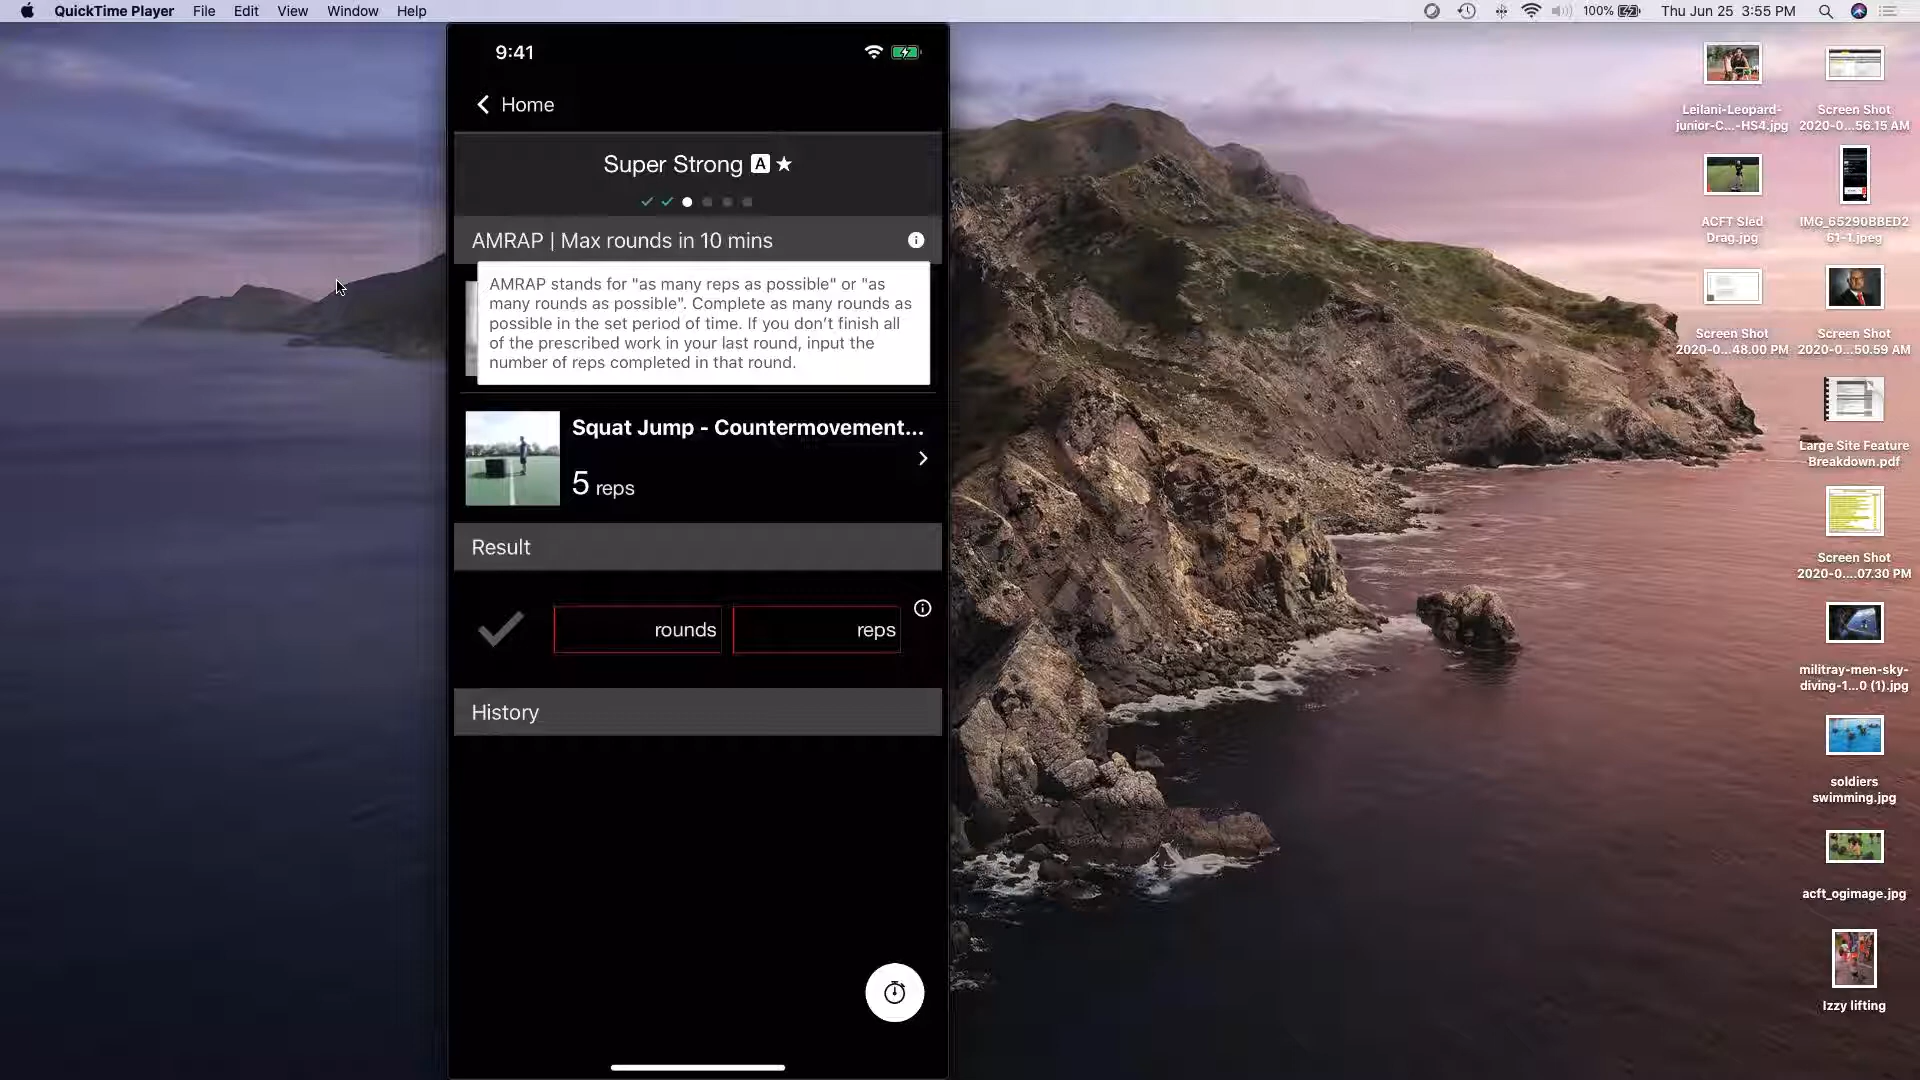 QuickTime Player File Edit View Window Help
100% Thu Jun 25 3:55 PM
9:41
Home
Super Strong A
AMRAP | Max rounds in 10 mins
AMRAP stands for "as many reps as possible" or "as
many rounds as possible". Complete as many rounds as
possible in the set period of time. If you don't finish all
of the prescribed work in your last round, input the
number of reps completed in that round.
Squat Jump - Countermovement...
5 reps
Result
rounds reps
History
Leilani-Leopard-
junior-C...-HS4.jpg
Screen Shot
2020-0...56.15 AM
ACFT Sled
Drag.jpg
IMG_65290BBED2
61-1.jpeg
Screen Shot
2020-0...48.00 PM
Screen Shot
2020-0...50.59 AM
Large Site Feature
Breakdown.pdf
Screen Shot
2020-0....07.30 PM
militray-men-sky-
diving-1...0 (1).jpg
soldiers
swimming.jpg
acft_ogimage.jpg
Izzy lifting